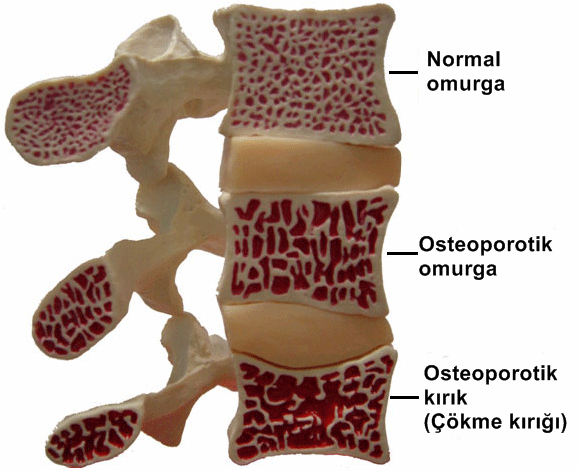 Normal
omurga
Osteoporotik
omurga
Osteoporotik
kırık
(Çökme kırığı)